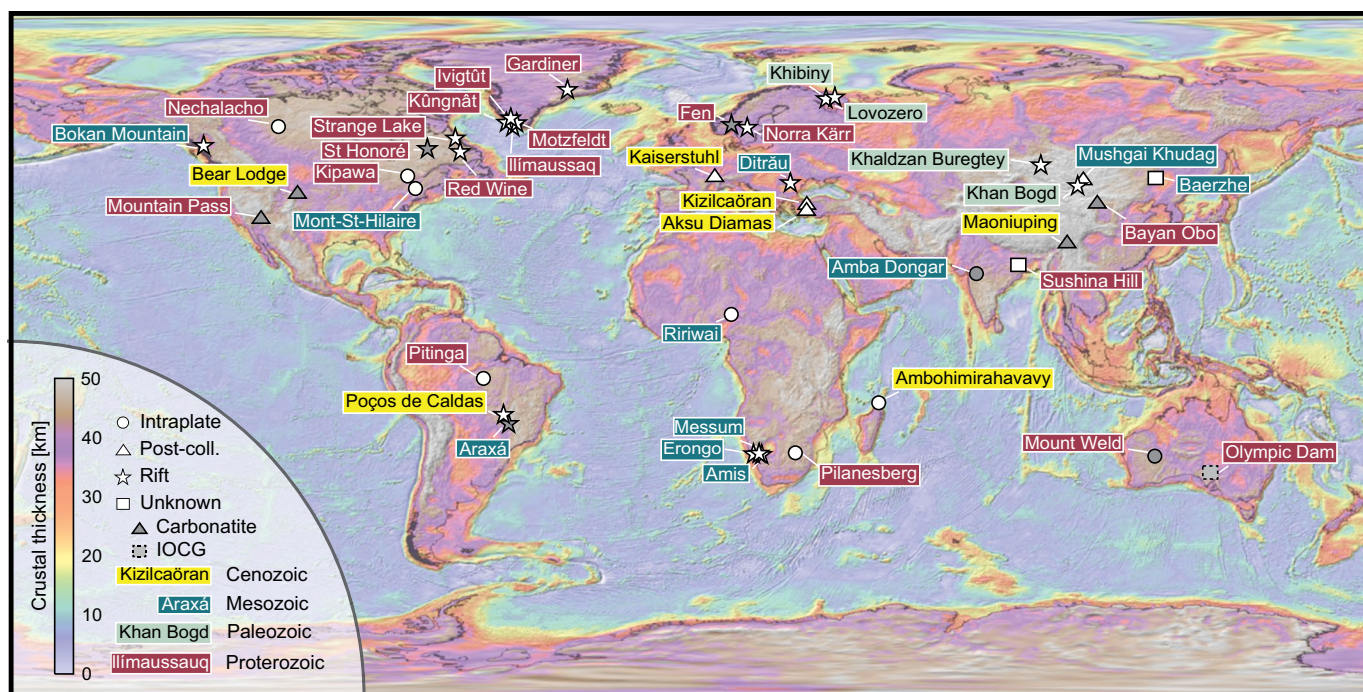 Gardiner
Ivigtût
Khibiny
Nechalacho
Kûngnât
Lovozero
Bokan Mountain
Strange Lake
Fen
Motzfeldt
Norra Kärr
St Honoré
Ilímaussaq
Kaiserstuhl
Ditrău
Khaldzan Buregtey
Mushgai Khudag
Bear Lodge
Kipawa
Red Wine
Kizilcaöran
Khan Bogd
Baerzhe
Mountain Pass
Mont-St-Hilaire
Aksu Diamas
Maoniuping
Bayan Obo
Amba Dongar
Sushina Hill
Ririwai
Pitinga
Poços de Caldas
Ambohimirahavavy
Araxá
Messum
Erongo
Amis
Pilanesberg
Mount Weld
Olympic Dam
Crustal thickness [km]
50
40
30
20
10
0
Intraplate
Post-coll.
Rift
Unknown
Carbonatite
IOCG
Kizilcaöran Cenozoic
Araxá Mesozoic
Khan Bogd Paleozoic
Ilímaussauq Proterozoic